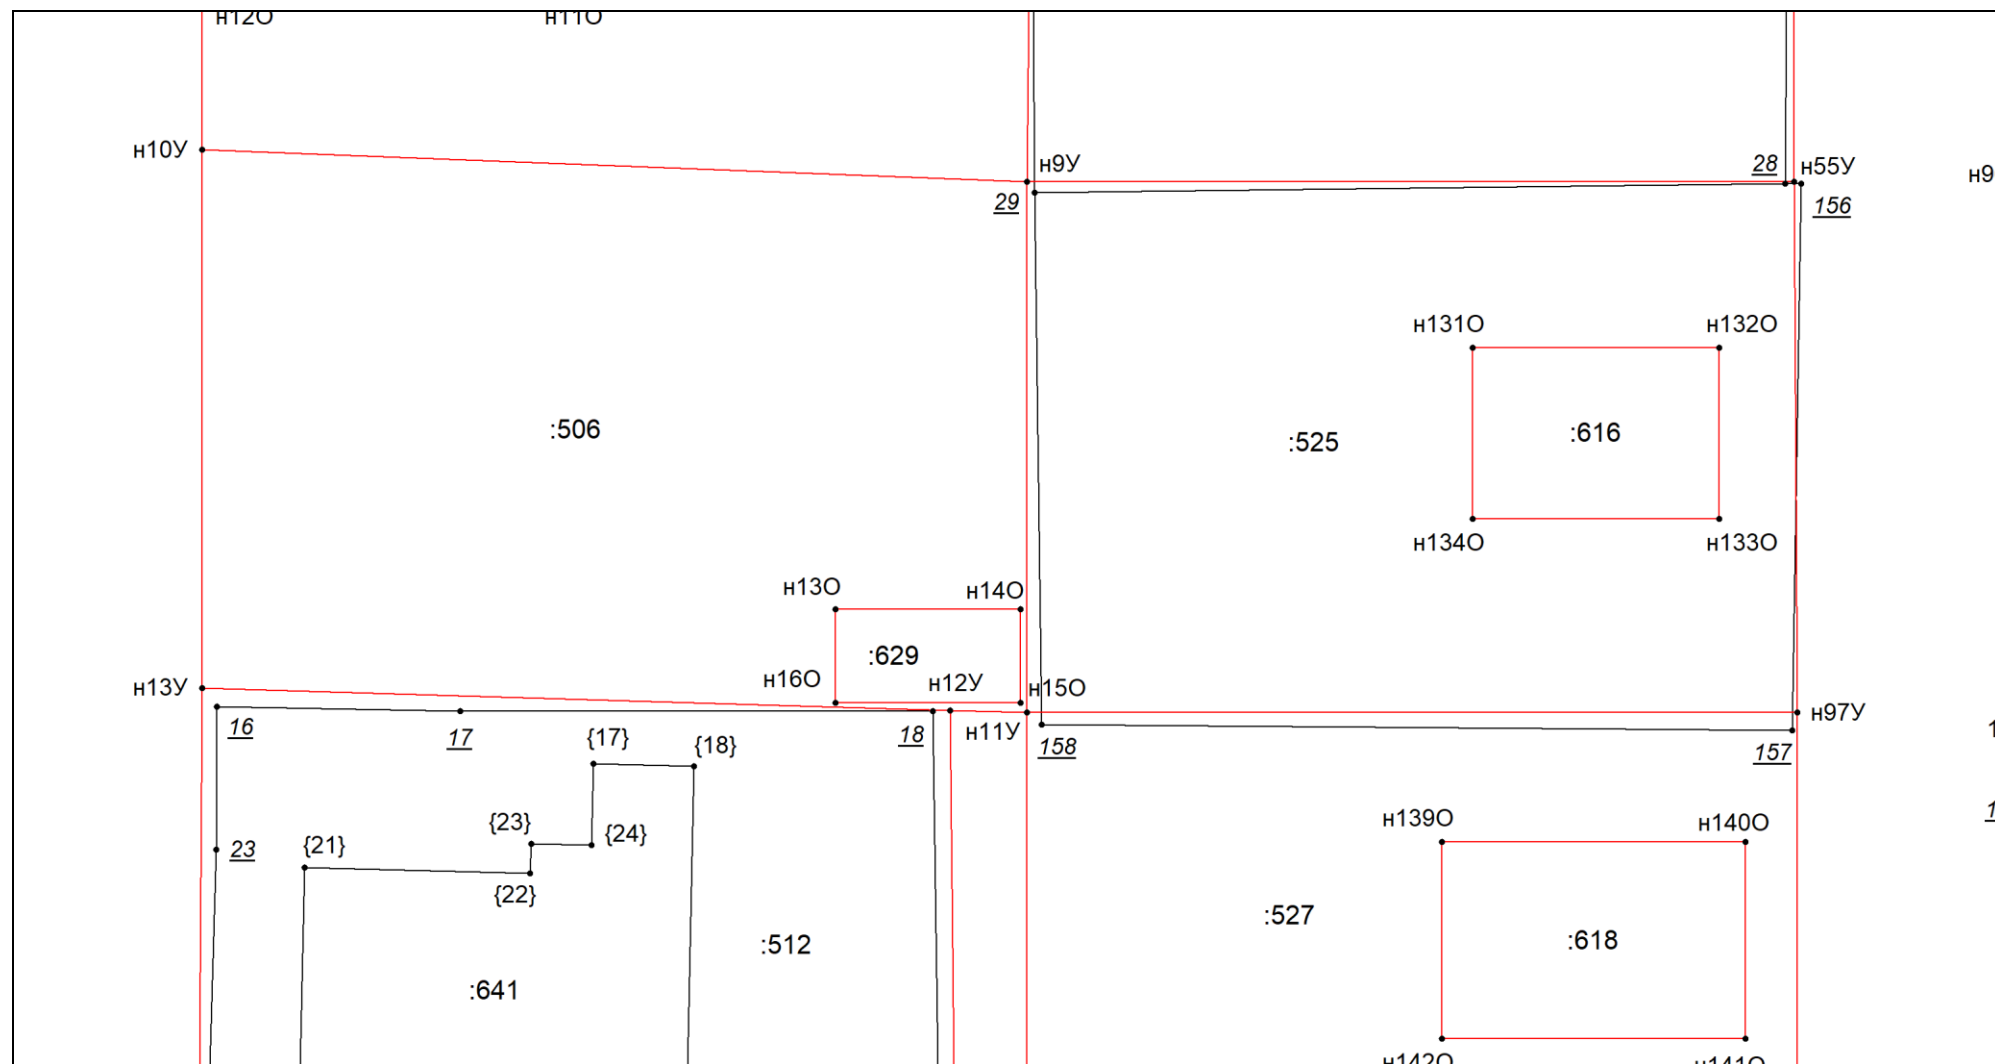 н12О н11О
н10У н9У 28 н55У н9
29 156
н131О н132О
:506 :525 :616
н134О н133О
н13О н14О
:629
н13У н16О н12У н15О
16 17 18 н11У 158 н97У
{17} {18} 157
{23} {24} н139О н140О
23 {21}
{22}
:512 :527 :618
:641
н142О н141О